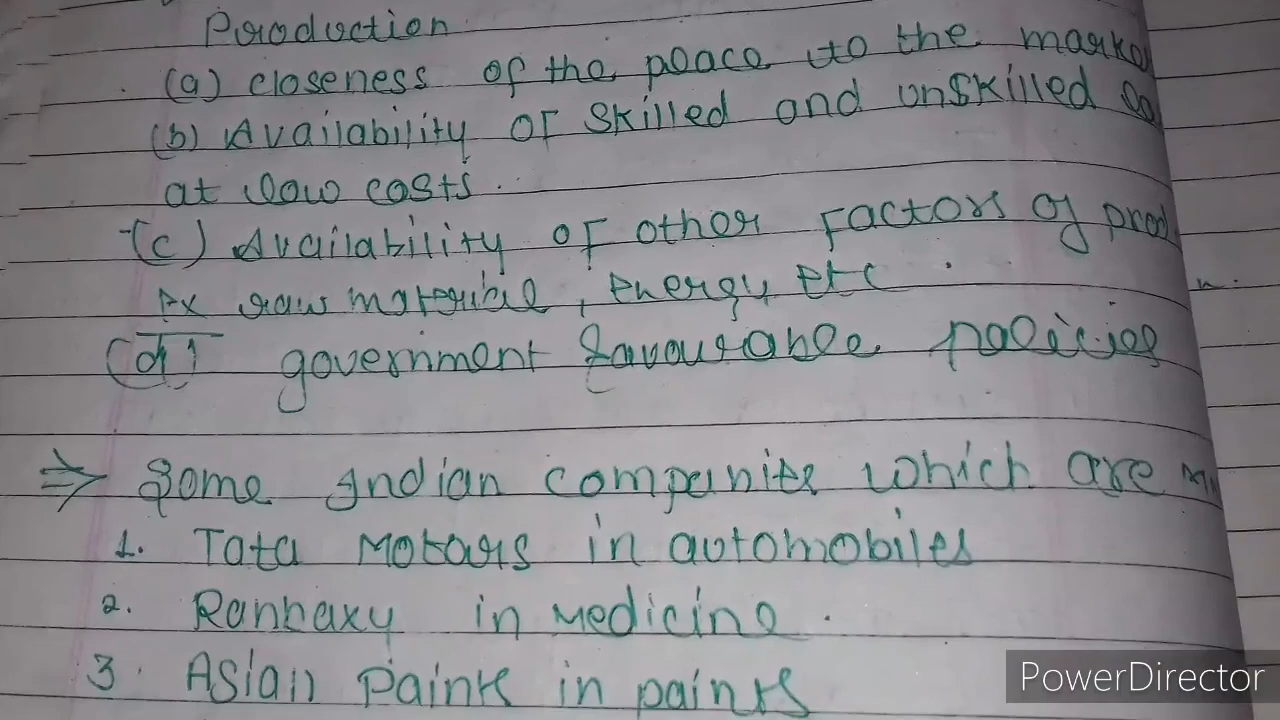 Production
(a) closeness of the place to the marke
(b) Availability of skilled and unskilled
at low costs.
(c) Availability of other Factors of prod
Ex raw material, Energy, etc.
(d) government favourable policies
⇒ Some Indian companies which are
1. Tata Motors in automobiles
2. Ranbaxy in Medicine.
3. Asian Paints in paints
PowerDirector